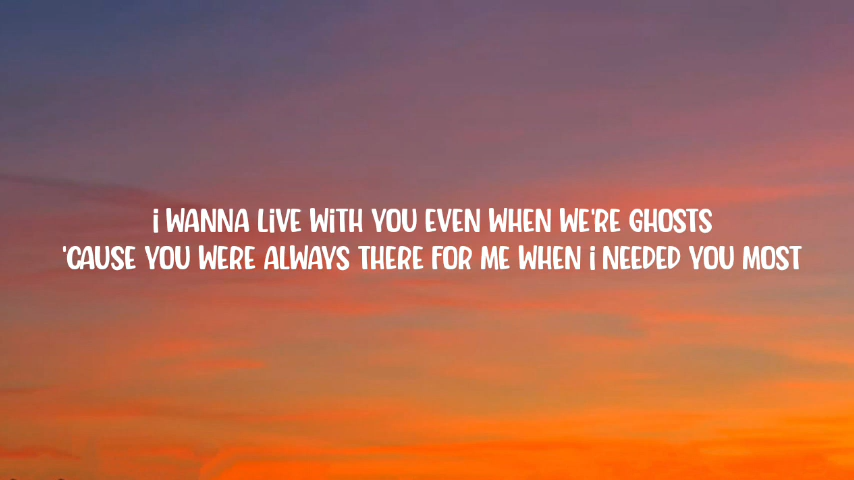 i WANNA LiVE WiTH YOU EVEN WHEN WE'RE GHOSTS
'CAUSE YOU WERE ALWAYS THERE FOR ME WHEN i NEEDED YOU MOST